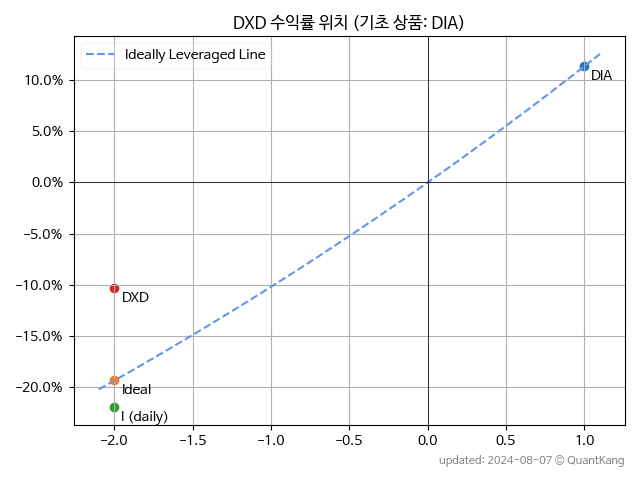 DXD 수익률 위치 (기초 상품: DIA)
Ideally Leveraged Line
10.0%
5.0%
0.0%
−5.0%
−10.0%
−15.0%
−20.0%
DIA
DXD
Ideal
I (daily)
−2.0 −1.5 −1.0 −0.5 0.0 0.5 1.0
updated: 2024-08-07 © QuantKang